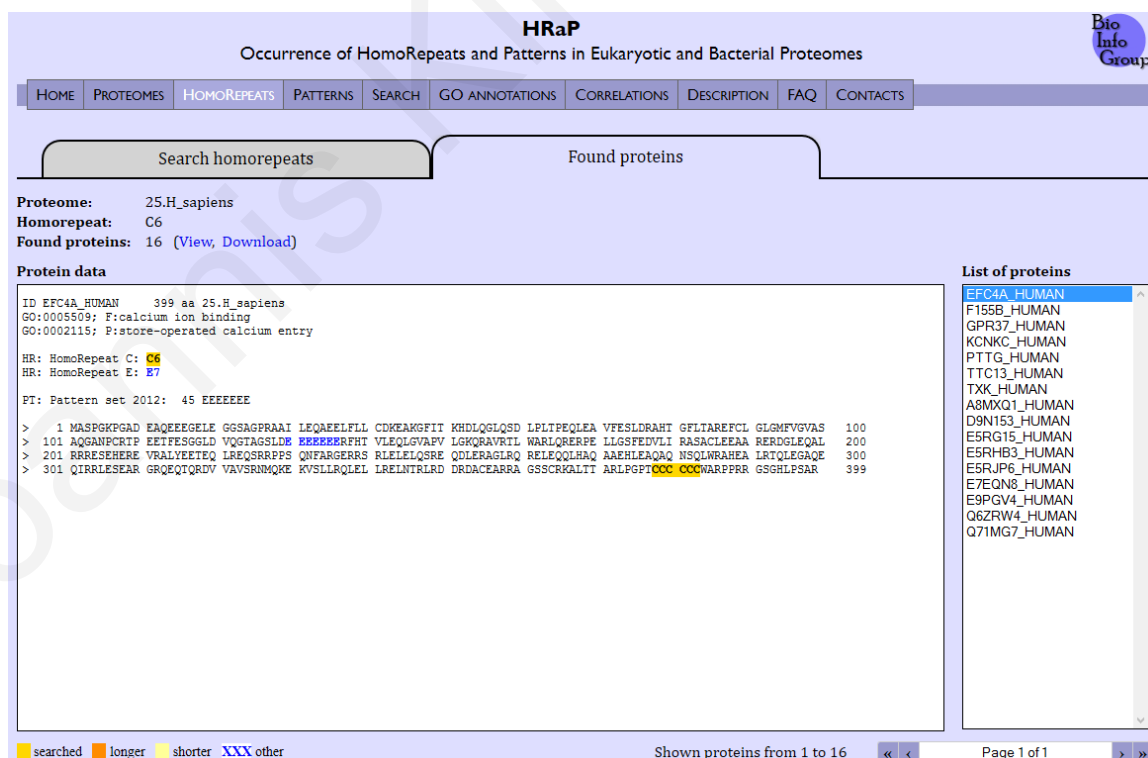 HRaP
Occurrence of HomoRepeats and Patterns in Eukaryotic and Bacterial Proteomes
Bio
Info
Group
HOME PROTEOMES HOMOREPEATS PATTERNS SEARCH GO ANNOTATIONS CORRELATIONS DESCRIPTION FAQ CONTACTS
Search homorepeats Found proteins
Proteome: 25.H_sapiens
Homorepeat: C6
Found proteins: 16 (View, Download)
Protein data
ID EFC4A_HUMAN 399 aa 25.H_sapiens
GO:0005509; F:calcium ion binding
GO:0002115; P:store-operated calcium entry
HR: HomoRepeat C: C6
HR: HomoRepeat E: E7
PT: Pattern set 2012: 45 EEEEEEE
> 1 MASPGKPGAD EAQEEEGELE GGSAGPRAAI LEQAEELFLL CDKEAKGFIT KHDLQGLQSD LPLTPEQLEA VFESLDRAHT GFLTAREFCL GLGMFVGVAS 100
> 101 AQGANPCRTP EETFESGGLD VQGTAGSLDE EEEEEERFHT VLEQLGVAPV LGKQRAVRTL WARLQRERPE LLGSFEDVLI RASACLEEAA RERDGLEQAL 200
> 201 RRRESEHERE VRALYEETEQ LREQSRRPPS QNFARGERRS RLELELQSRE QDLERAGLRQ RELEQQLHAQ AAEHLEAQAQ NSQLWRAHEA LRTQLEGAQE 300
> 301 QIRRLESEAR GRQEQTQRDV VAVSRNMQKE KVSLLRQLEL LRELNTRLRD DRDACEARRA GSSCRKALTT ARLPGPTCCC CCCWARPPRR GSGHLPSAR 399
List of proteins
EFC4A_HUMAN
F155B_HUMAN
GPR37_HUMAN
KCNKC_HUMAN
PTTG_HUMAN
TTC13_HUMAN
TXK_HUMAN
A8MXQ1_HUMAN
D9N153_HUMAN
E5RG15_HUMAN
E5RHB3_HUMAN
E5RJP6_HUMAN
E7EQN8_HUMAN
E9PGV4_HUMAN
Q6ZRW4_HUMAN
Q71MG7_HUMAN
searched longer shorter XXX other
Shown proteins from 1 to 16 « ‹ Page 1 of 1 › »